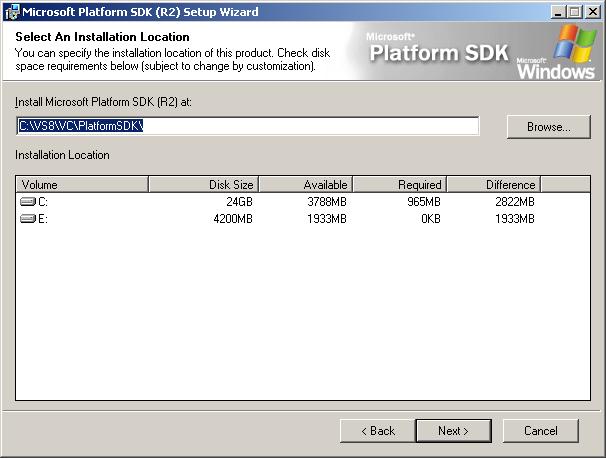 Microsoft Platform SDK (R2) Setup Wizard
Select An Installation Location
You can specify the installation location of this product. Check disk
space requirements below (subject to change by customization).
Microsoft®
Platform SDK
Microsoft®
Windows
Install Microsoft Platform SDK (R2) at:
C:\VS8\VC\PlatformSDK\
Browse...
Installation Location
Volume Disk Size Available Required Difference
C: 24GB 3788MB 965MB 2822MB
E: 4200MB 1933MB 0KB 1933MB
< Back Next > Cancel